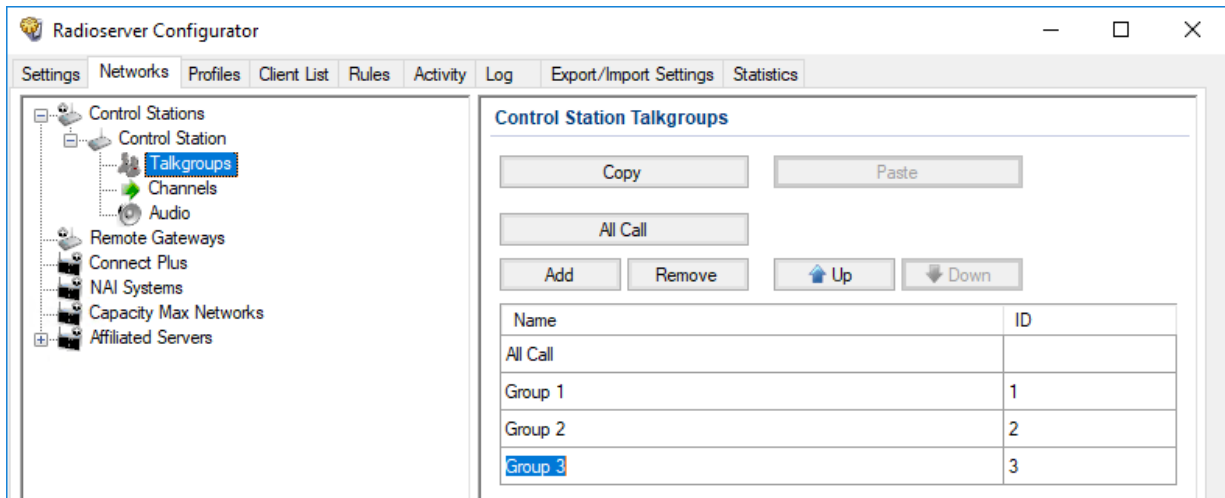 Radioserver Configurator
Settings Networks Profiles Client List Rules Activity Log Export/Import Settings Statistics
Control Stations
Control Station
Talkgroups
Channels
Audio
Remote Gateways
Connect Plus
NAI Systems
Capacity Max Networks
Affiliated Servers
Control Station Talkgroups
Copy Paste
All Call
Add Remove Up Down
Name ID
All Call
Group 1 1
Group 2 2
Group 3 3